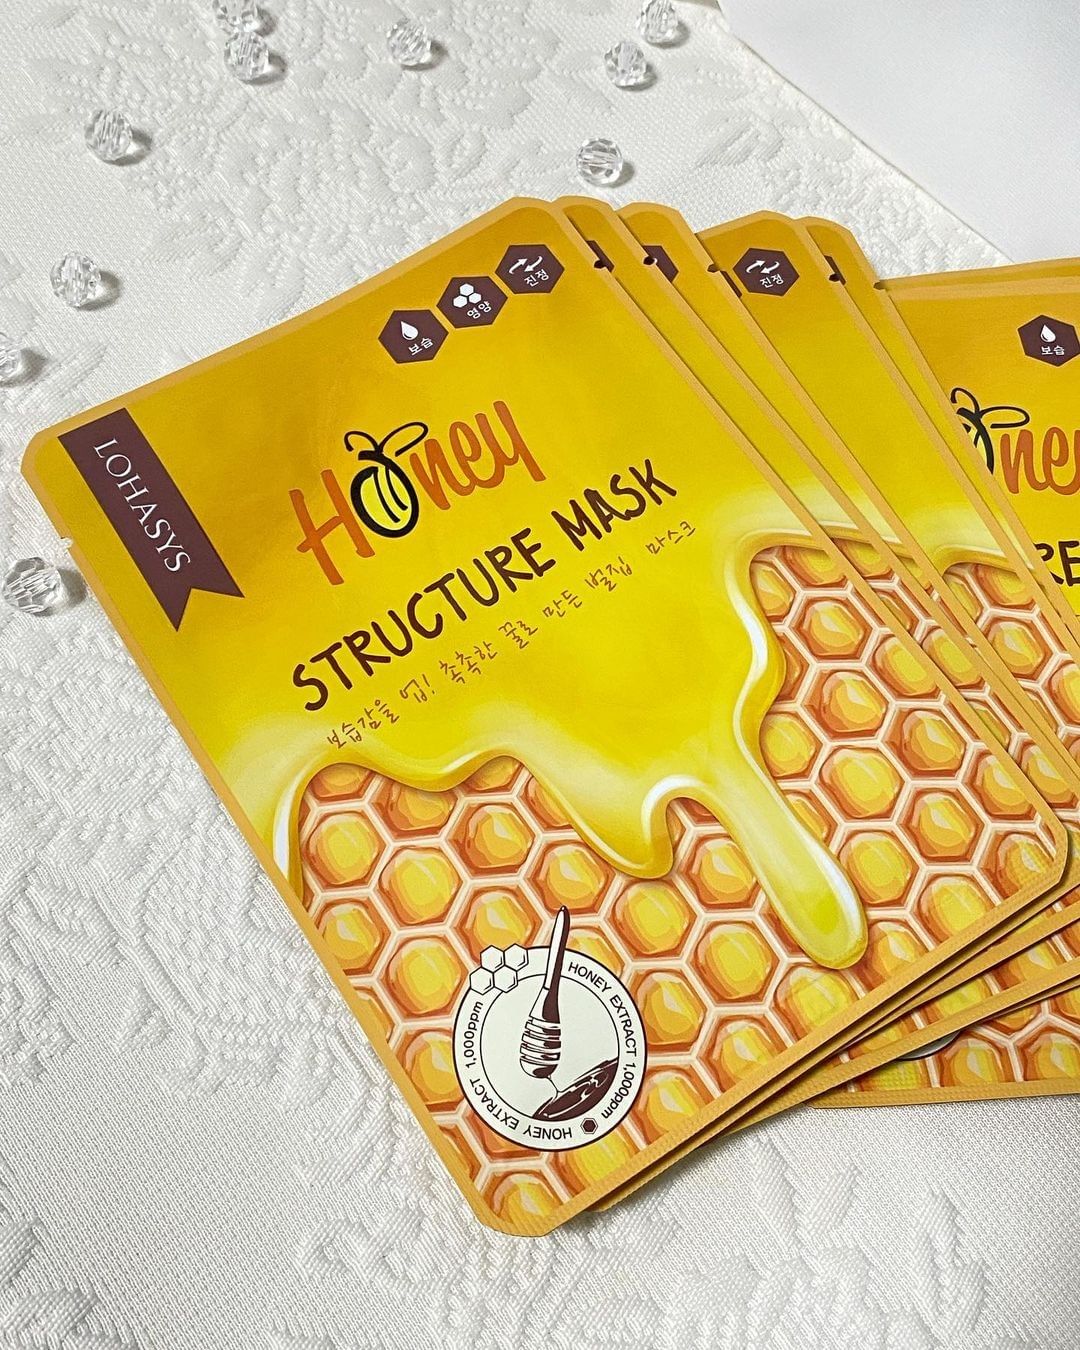 보습
영양
진정
LOHASYS
Honey
STRUCTURE MASK
보습감을 업! 촉촉한 꿀로 만든 벌집 마스크
HONEY EXTRACT 1,000ppm
HONEY EXTRACT 1,000ppm
진정
보습